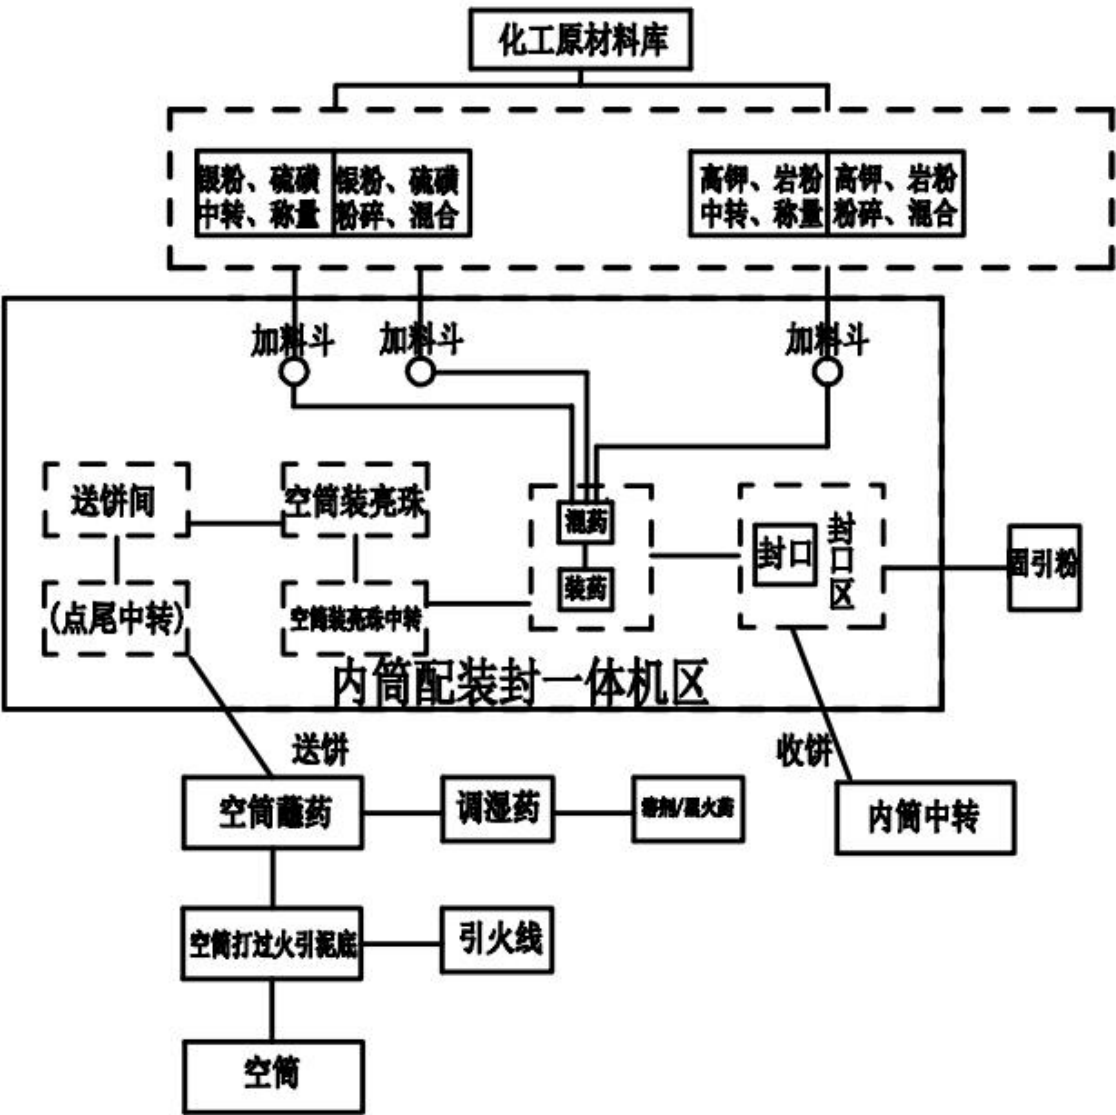 化工原材料库
银粉、硫磺
中转、称量
银粉、硫磺
粉碎、混合
高钾、岩粉
中转、称量
高钾、岩粉
粉碎、混合
加料斗
加料斗
加料斗
送饼间
空筒装亮珠
混药
装药
封口
封口区
固引粉
(点尾中转)
空筒装亮珠中转
内筒配装封一体机区
送饼
收饼
空筒蘸药
调湿药
溶剂/黑火药
内筒中转
空筒打过火引泥底
引火线
空筒